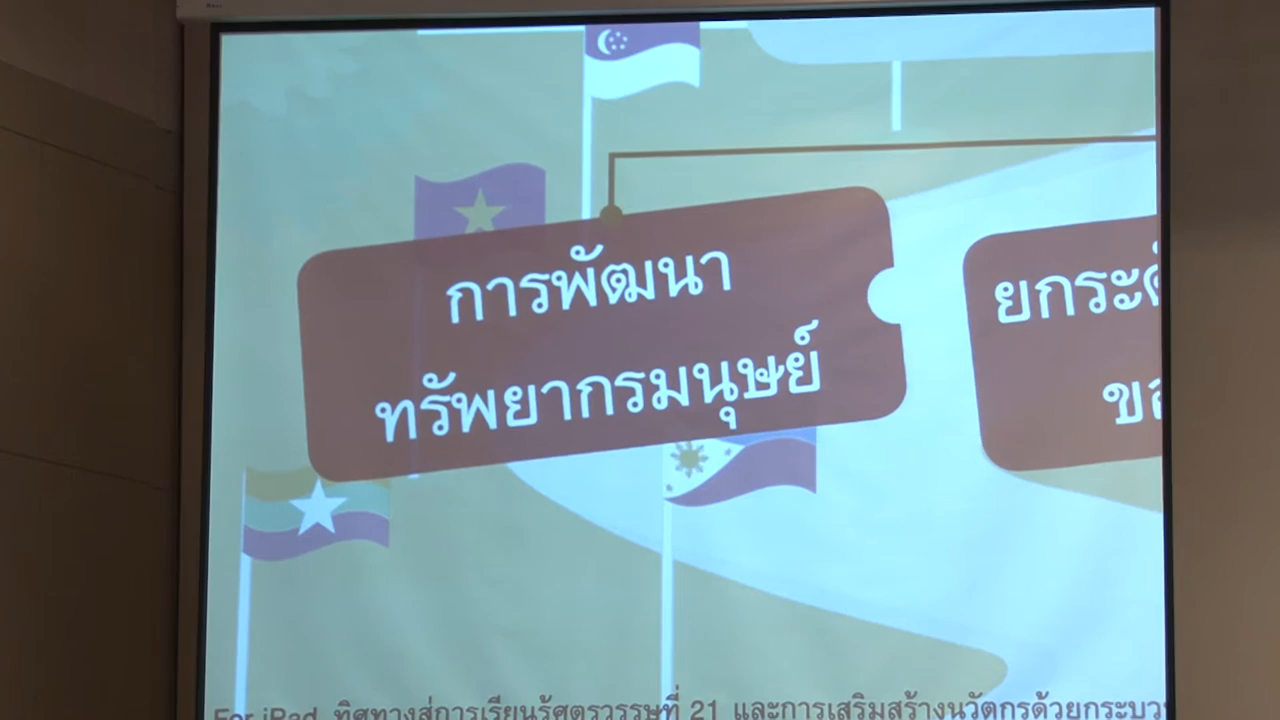 การพัฒนา
ทรัพยากรมนุษย์
ยกระดั
ขอ
For iPad ทิศทางสู่การเรียนรู้ศตวรรษที่ 21 และการเสริมสร้างนวัตกรด้วยกระบว